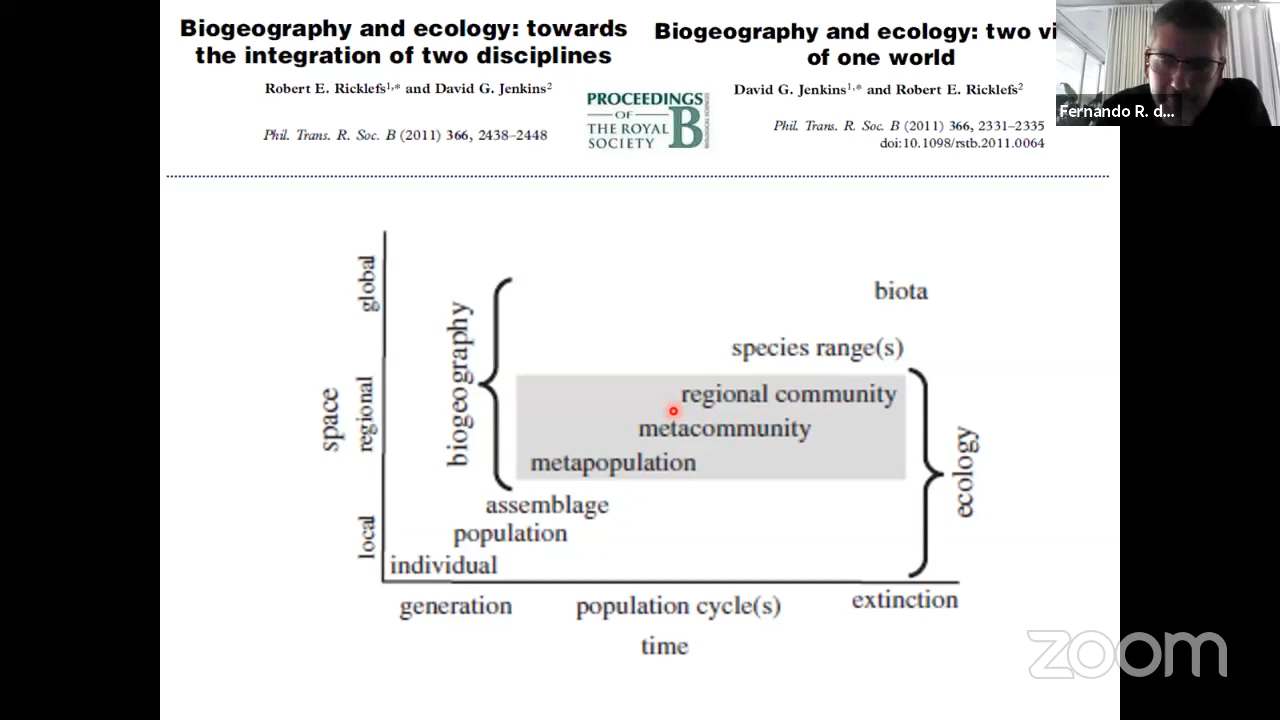 Biogeography and ecology: towards
the integration of two disciplines
Robert E. Ricklefs1,* and David G. Jenkins2
Phil. Trans. R. Soc. B (2011) 366, 2438–2448
PROCEEDINGS
OF
THE ROYAL
SOCIETY
B
Biogeography and ecology: two vi
of one world
David G. Jenkins1,* and Robert E. Ricklefs2
Phil. Trans. R. Soc. B (2011) 366, 2331–2335
doi:10.1098/rstb.2011.0064
Fernando R. d...
space
global
regional
local
biogeography
biota
species range(s)
regional community
metacommunity
metapopulation
assemblage
population
individual
ecology
generation
population cycle(s)
extinction
time
zoom